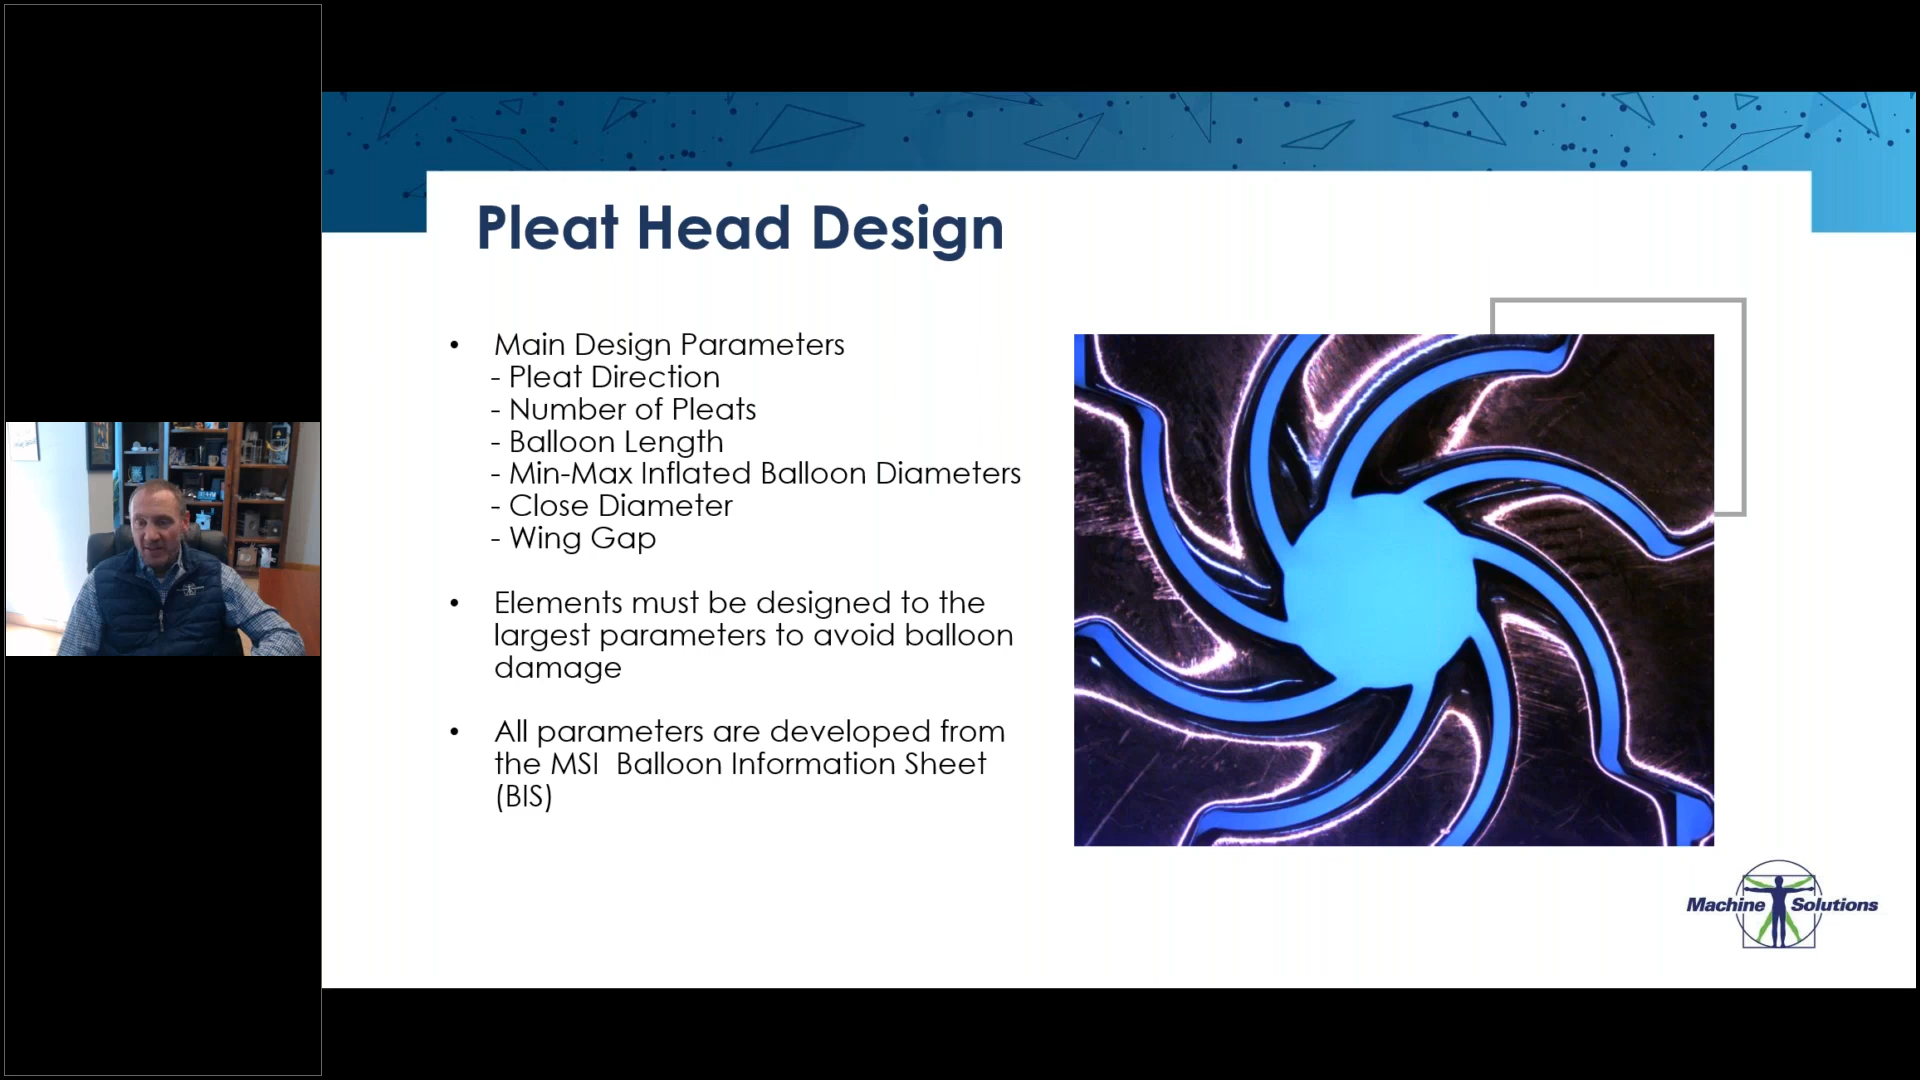 Pleat Head Design
• Main Design Parameters
- Pleat Direction
- Number of Pleats
- Balloon Length
- Min-Max Inflated Balloon Diameters
- Close Diameter
- Wing Gap
• Elements must be designed to the
largest parameters to avoid balloon
damage
• All parameters are developed from
the MSI  Balloon Information Sheet
(BIS)
Machine Solutions